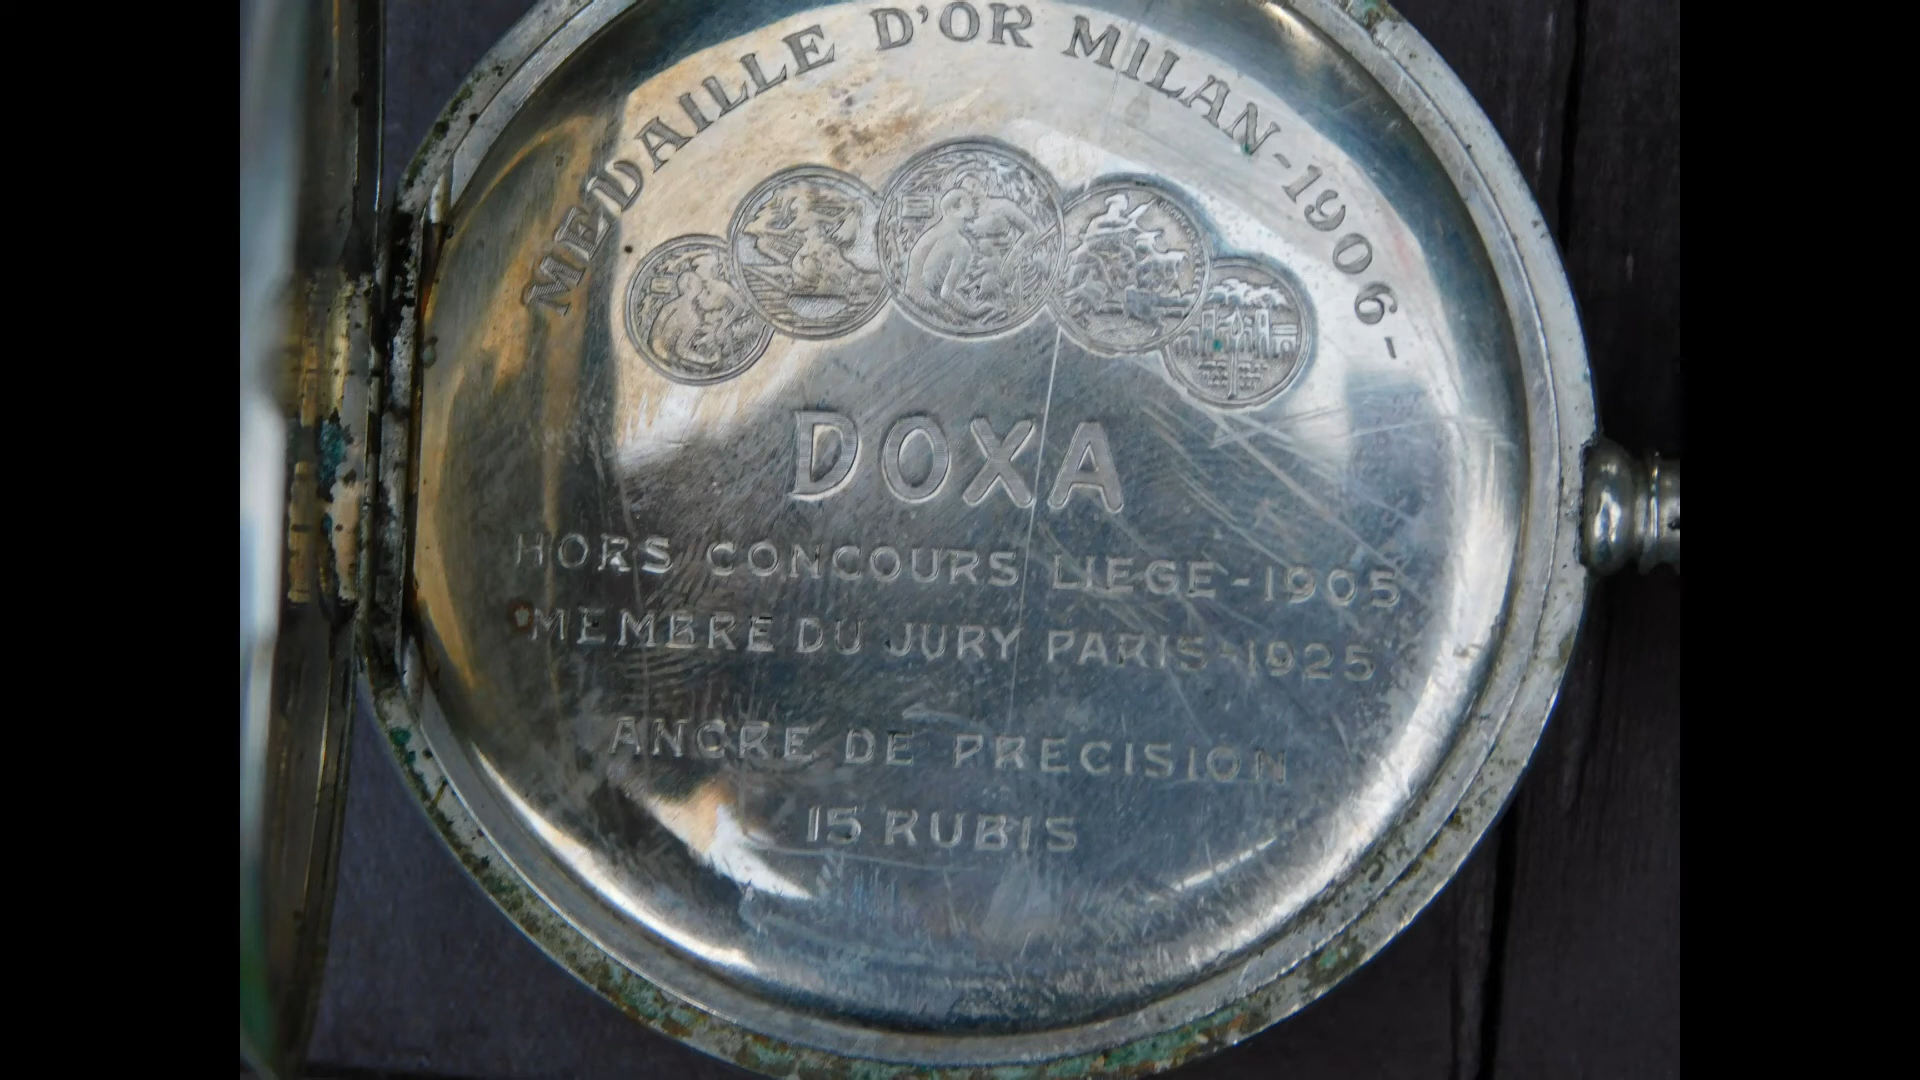 MEDAILLE D'OR MILAN-1906-
DOXA
HORS CONCOURS LIEGE-1905
MEMBRE DU JURY PARIS-1925
ANCRE DE PRECISION
15 RUBIS